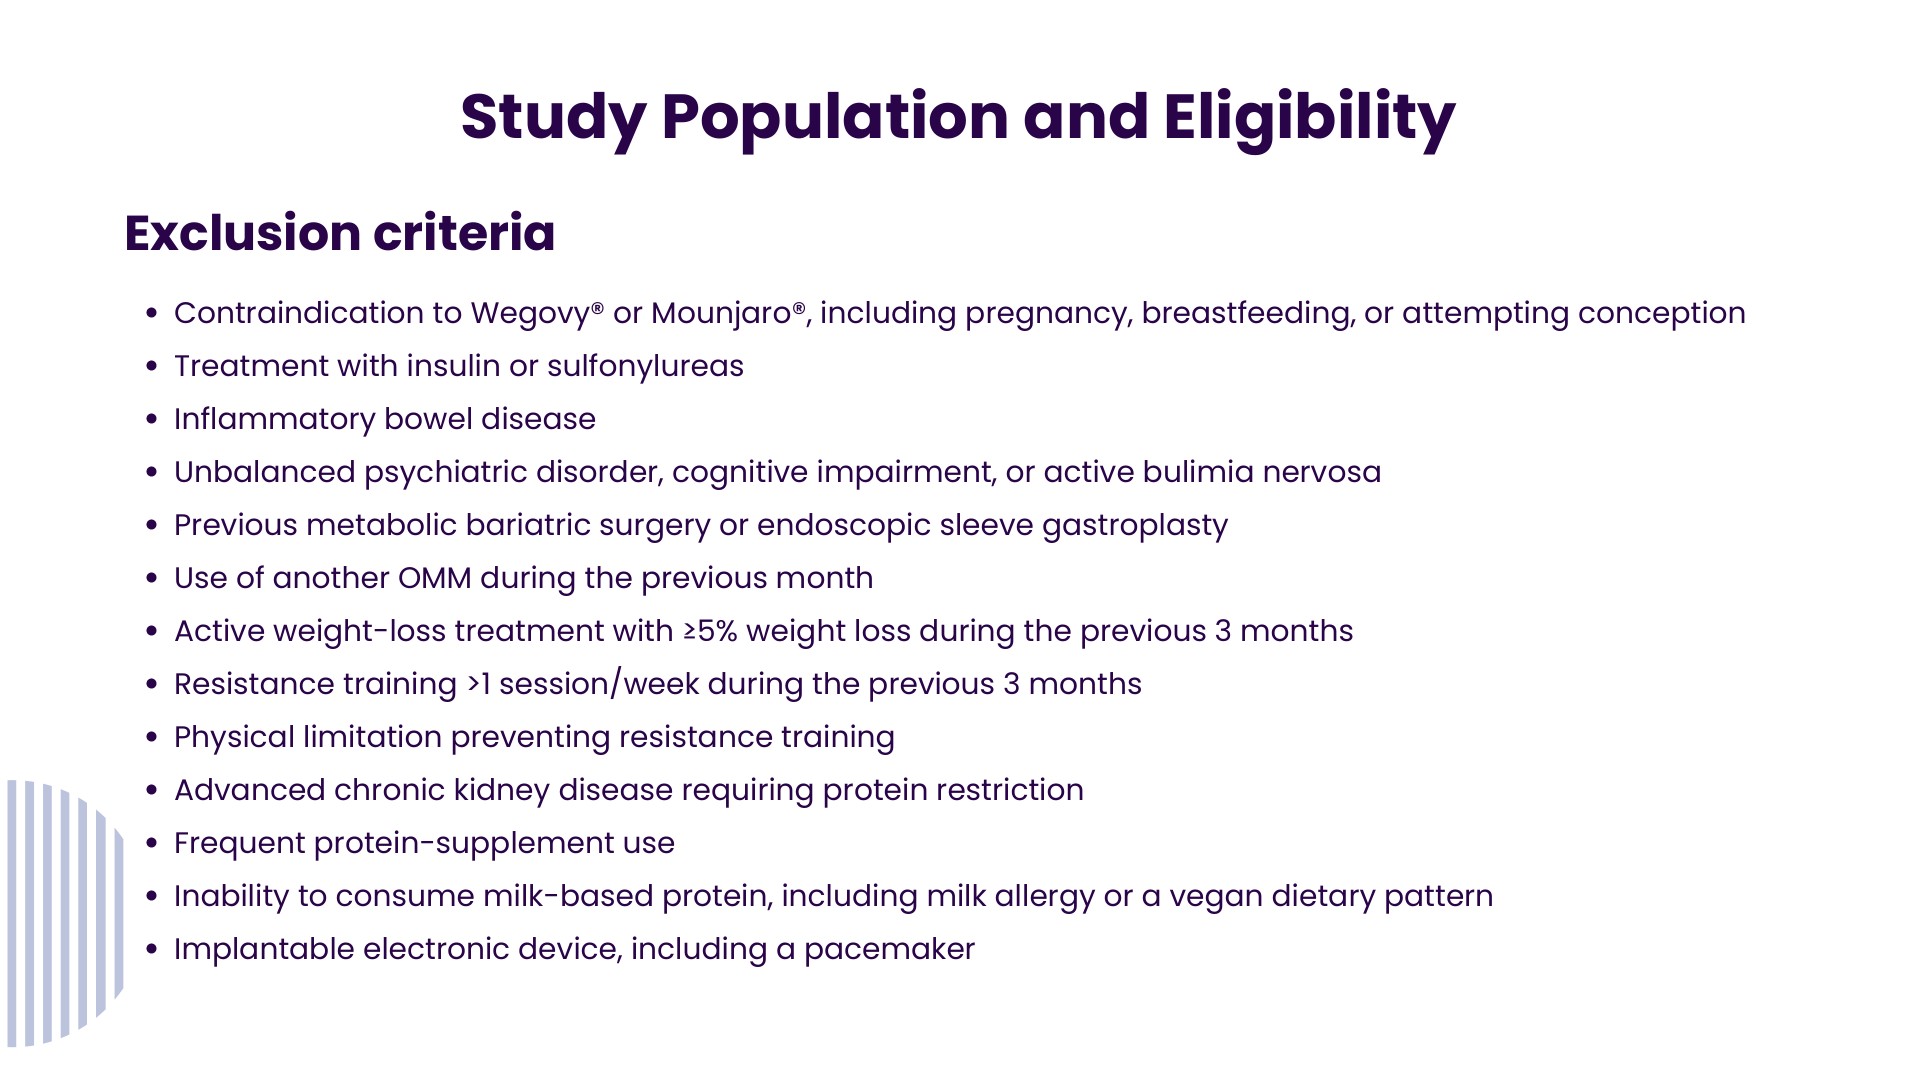 Study Population and Eligibility
Exclusion criteria
• Contraindication to Wegovy® or Mounjaro®, including pregnancy, breastfeeding, or attempting conception
• Treatment with insulin or sulfonylureas
• Inflammatory bowel disease
• Unbalanced psychiatric disorder, cognitive impairment, or active bulimia nervosa
• Previous metabolic bariatric surgery or endoscopic sleeve gastroplasty
• Use of another OMM during the previous month
• Active weight-loss treatment with ≥5% weight loss during the previous 3 months
• Resistance training >1 session/week during the previous 3 months
• Physical limitation preventing resistance training
• Advanced chronic kidney disease requiring protein restriction
• Frequent protein-supplement use
• Inability to consume milk-based protein, including milk allergy or a vegan dietary pattern
• Implantable electronic device, including a pacemaker